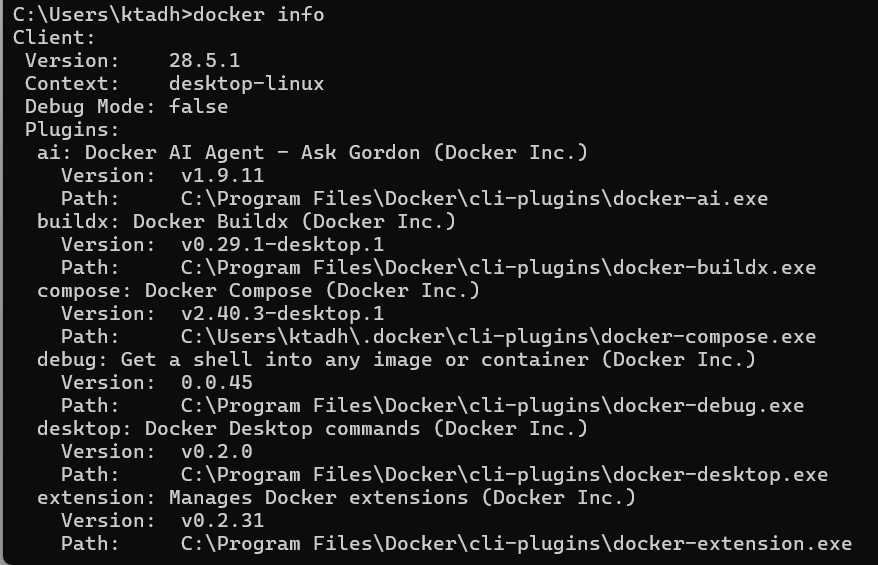 C:\Users\ktadh>docker info
Client:
 Version:    28.5.1
 Context:    desktop-linux
 Debug Mode: false
 Plugins:
  ai: Docker AI Agent - Ask Gordon (Docker Inc.)
    Version:  v1.9.11
    Path:     C:\Program Files\Docker\cli-plugins\docker-ai.exe
  buildx: Docker Buildx (Docker Inc.)
    Version:  v0.29.1-desktop.1
    Path:     C:\Program Files\Docker\cli-plugins\docker-buildx.exe
  compose: Docker Compose (Docker Inc.)
    Version:  v2.40.3-desktop.1
    Path:     C:\Users\ktadh\.docker\cli-plugins\docker-compose.exe
  debug: Get a shell into any image or container (Docker Inc.)
    Version:  0.0.45
    Path:     C:\Program Files\Docker\cli-plugins\docker-debug.exe
  desktop: Docker Desktop commands (Docker Inc.)
    Version:  v0.2.0
    Path:     C:\Program Files\Docker\cli-plugins\docker-desktop.exe
  extension: Manages Docker extensions (Docker Inc.)
    Version:  v0.2.31
    Path:     C:\Program Files\Docker\cli-plugins\docker-extension.exe